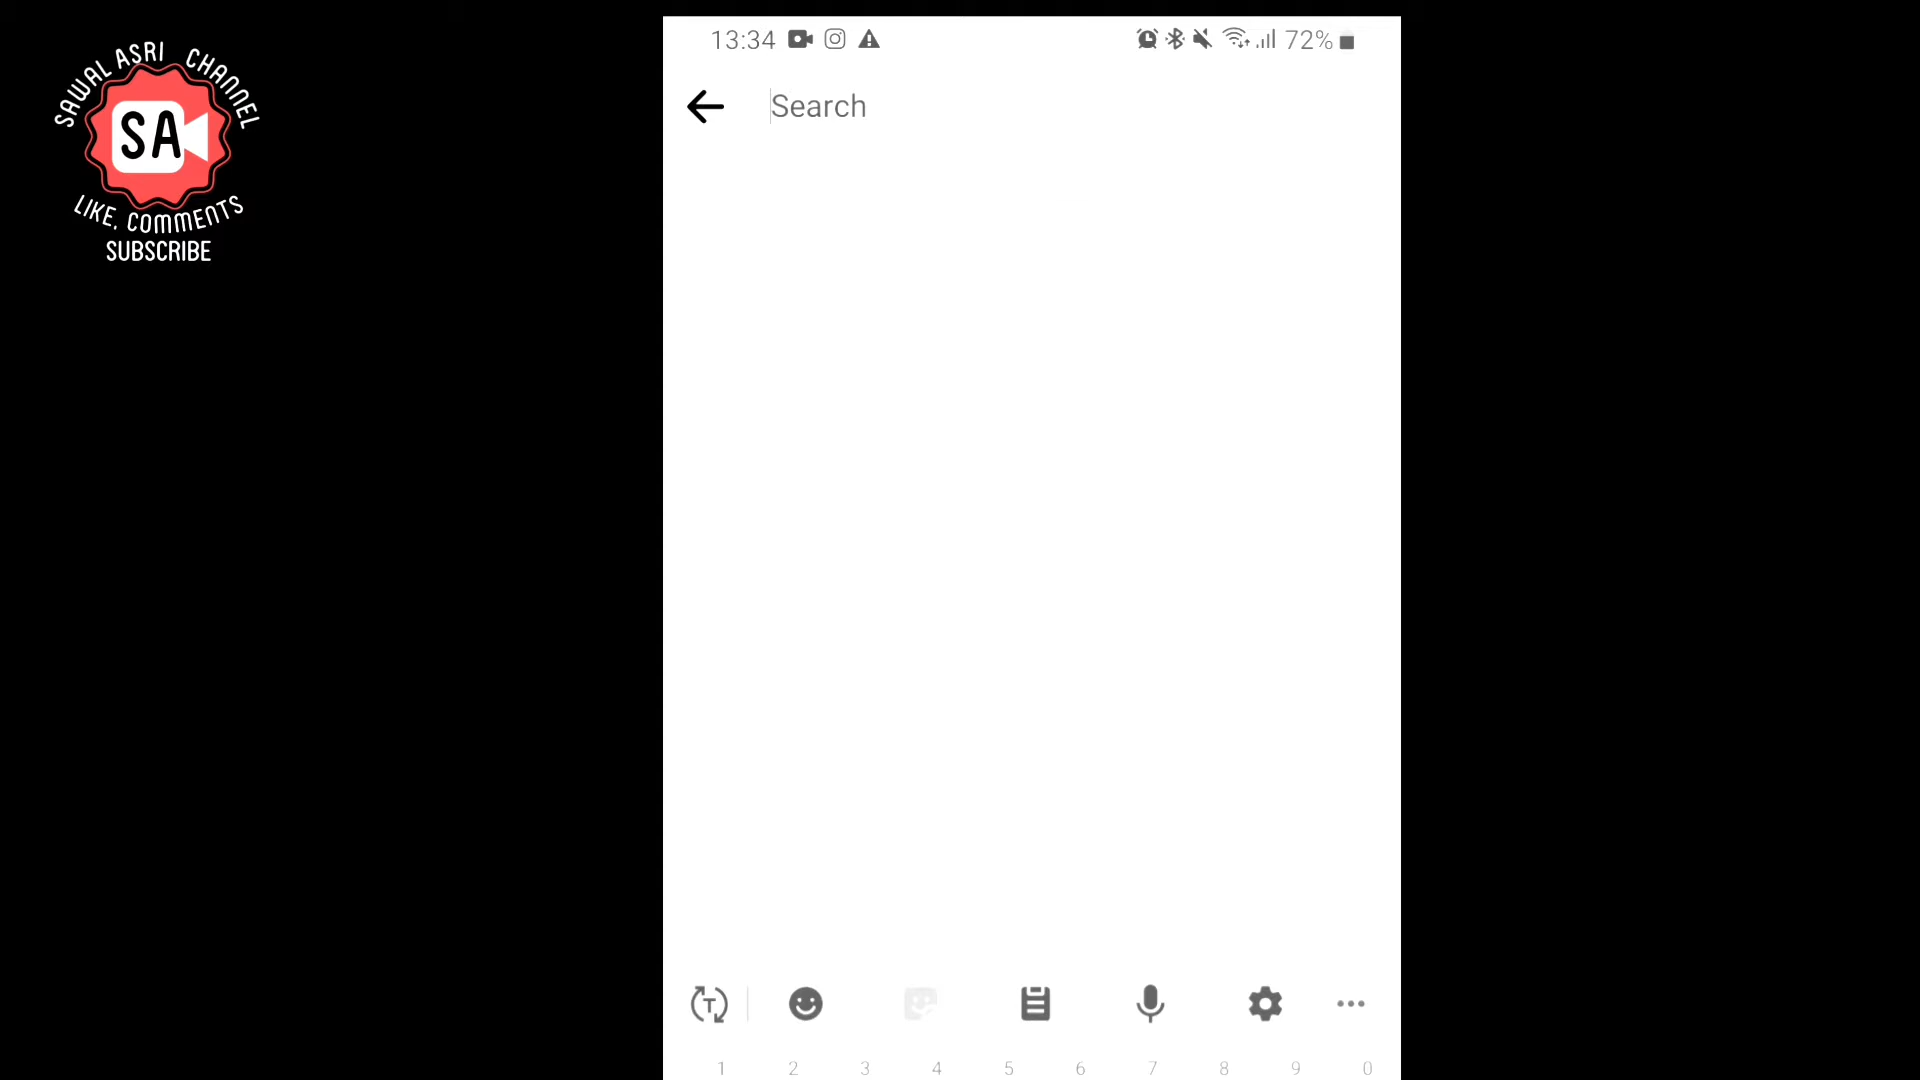 SAWAL ASRI CHANNEL
SA
LIKE, COMMENTS
SUBSCRIBE
13:34
72%
Search
T
1 2 3 4 5 6 7 8 9 0